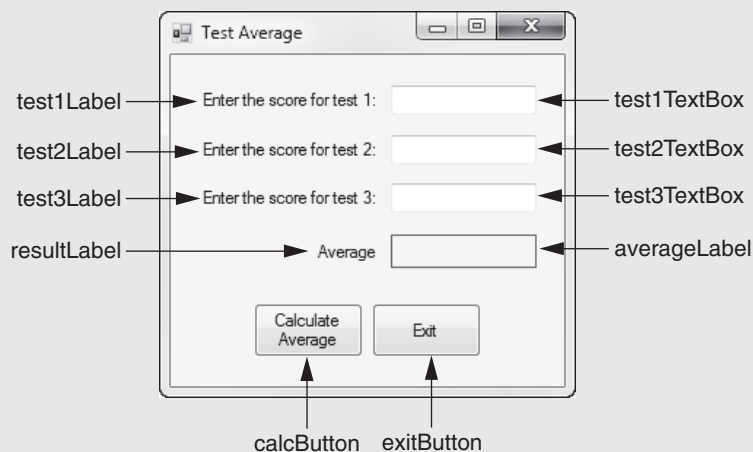 Test Average
test1Label Enter the score for test 1: test1TextBox
test2Label Enter the score for test 2: test2TextBox
test3Label Enter the score for test 3: test3TextBox
resultLabel Average averageLabel
Calculate Average Exit
calcButton exitButton